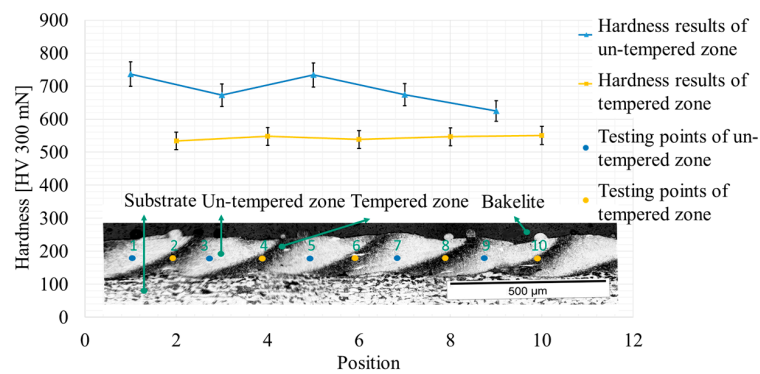 900
800
700
600
500
400
300
200
100
0
Hardness [HV 300 mN]
0 2 4 6 8 10 12
Position
Hardness results of
un-tempered zone
Hardness results of
tempered zone
Testing points of un-
tempered zone
Testing points of
tempered zone
Substrate Un-tempered zone Tempered zone Bakelite
1 2 3 4 5 6 7 8 9 10
500 µm